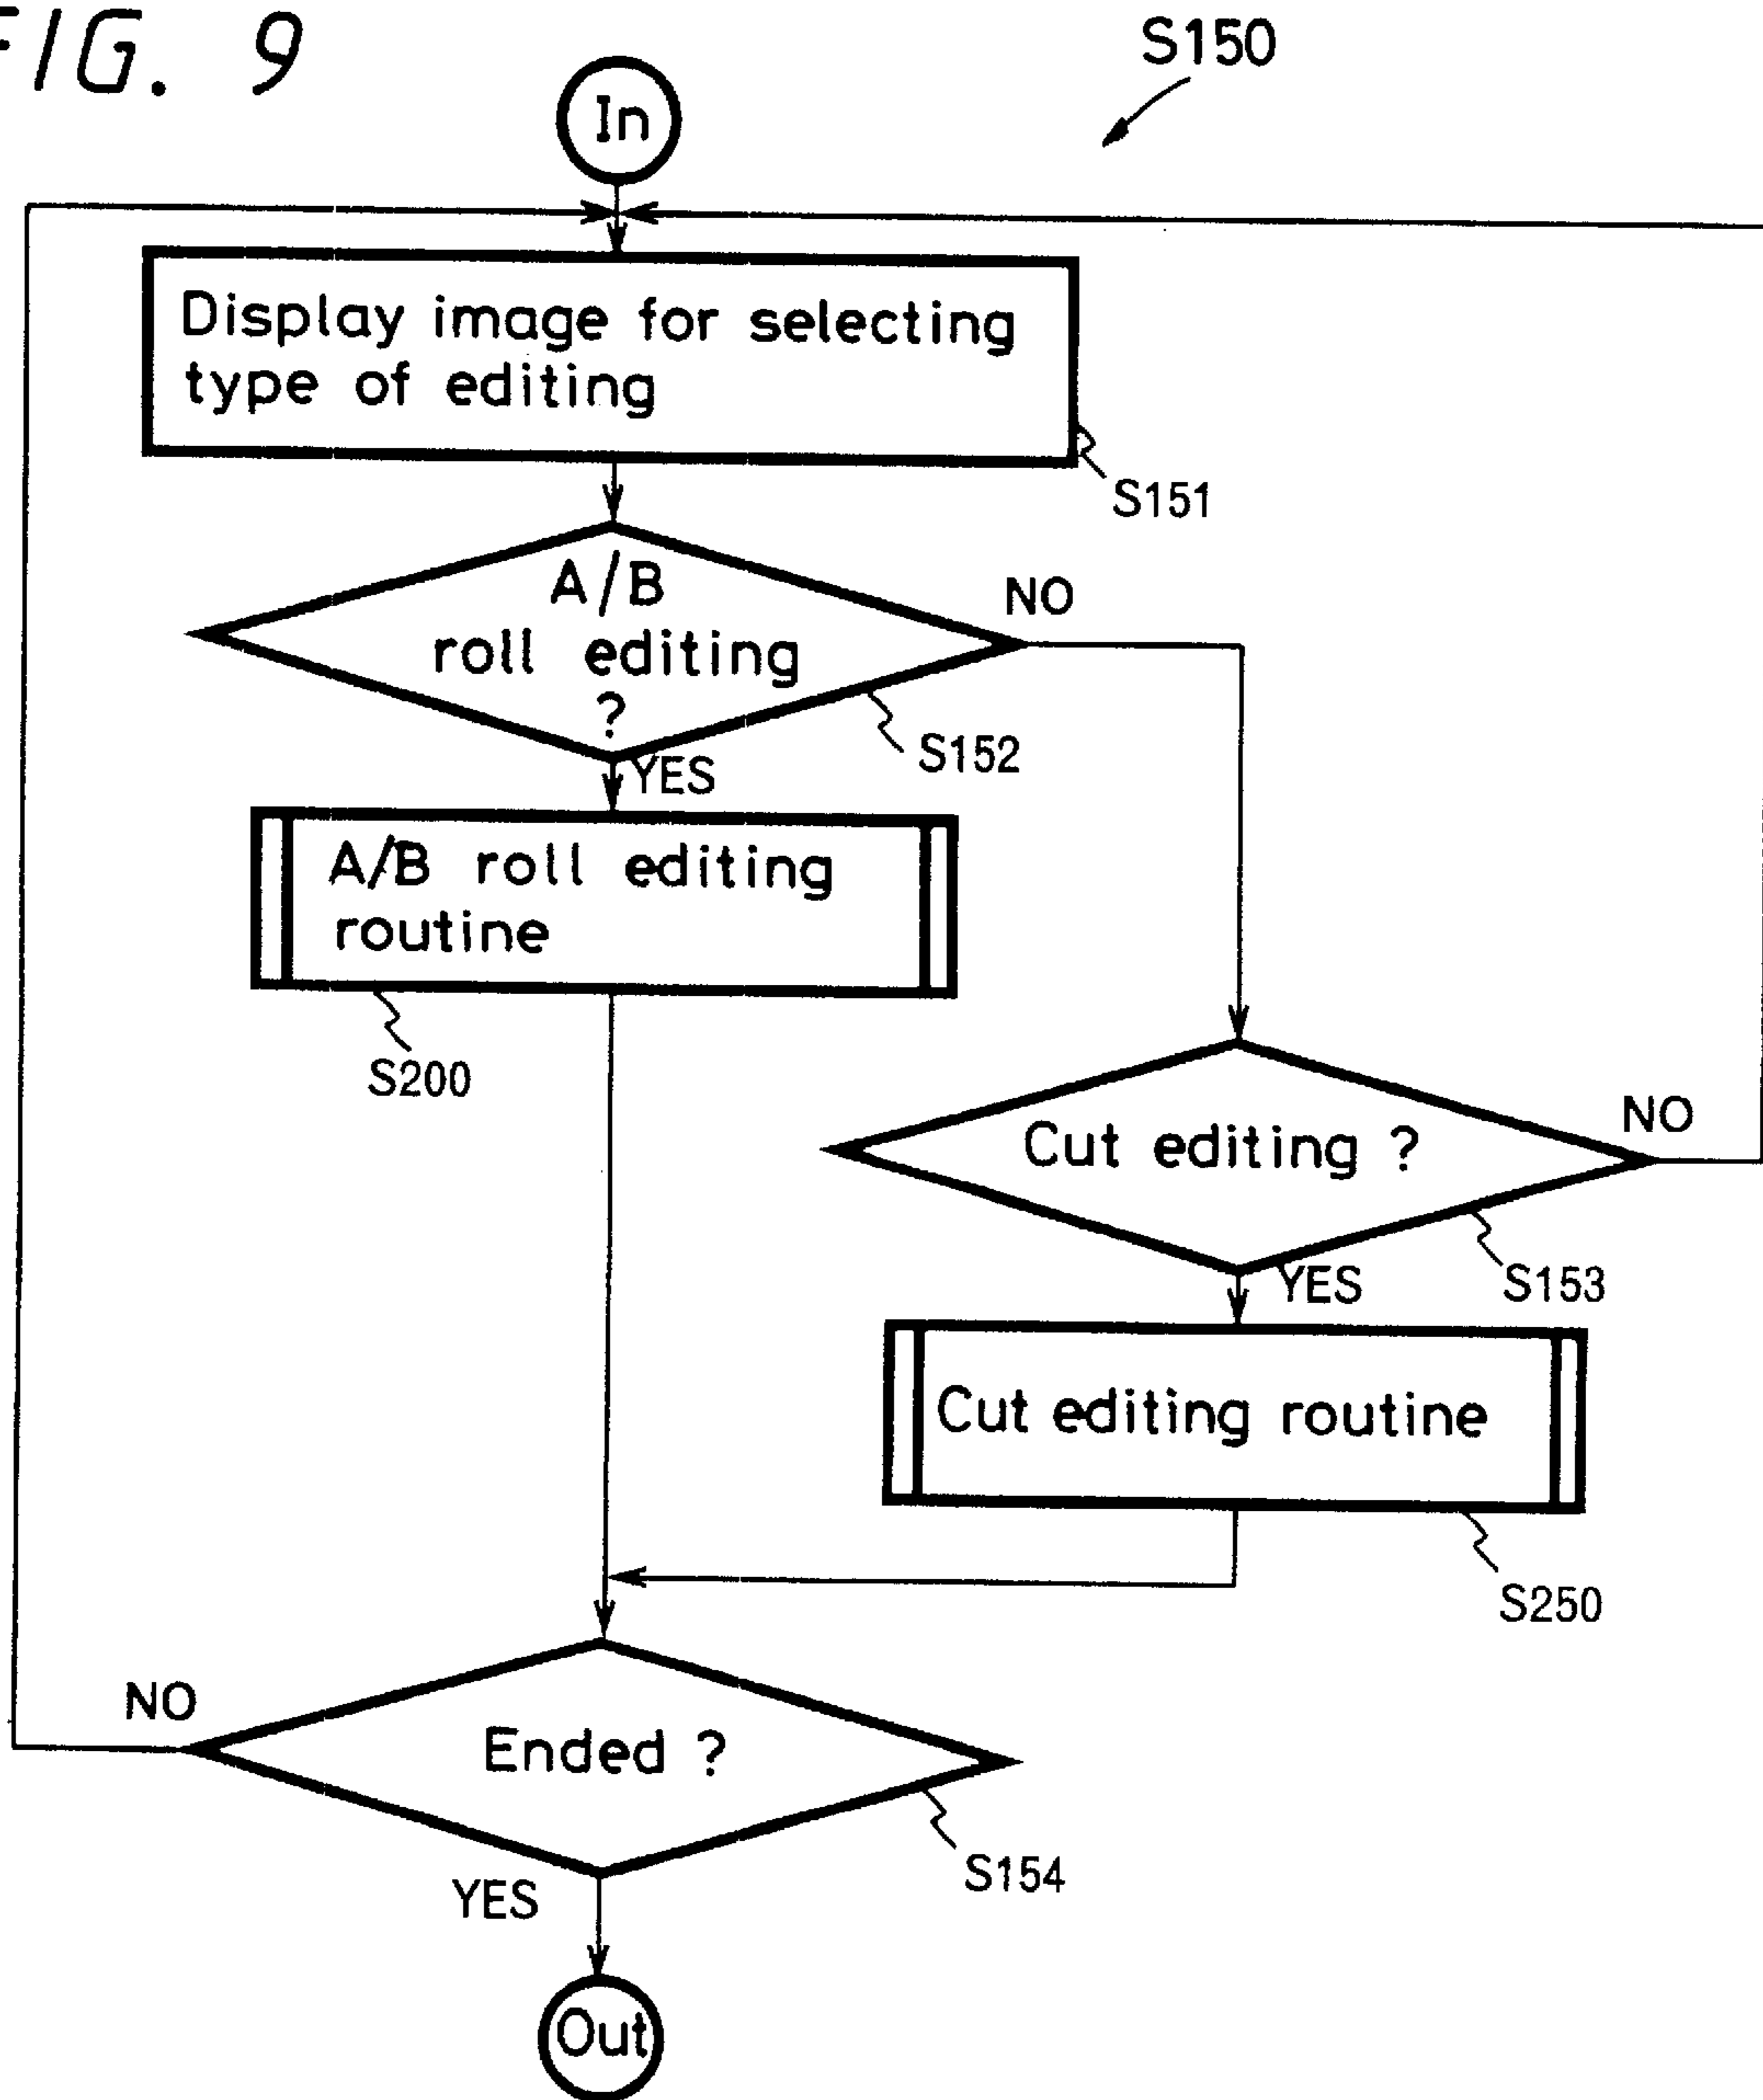 FIG. 9
S150
In
Display image for selecting
type of editing
S151
A/B
roll editing
?
NO
S152
YES
A/B roll editing
routine
S200
Cut editing ?
NO
S153
YES
Cut editing routine
S250
Ended ?
NO
S154
YES
Out